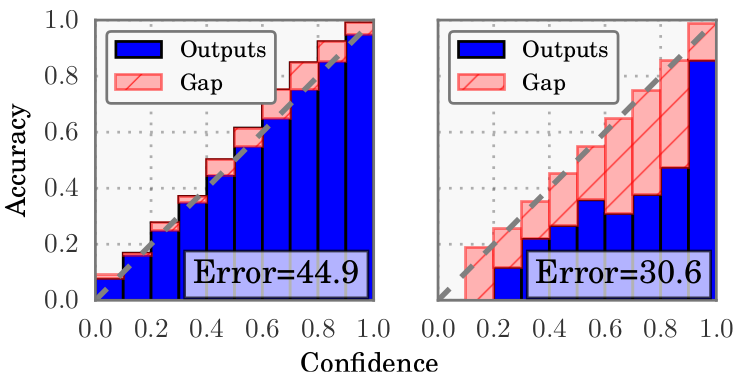 Accuracy
1.0
0.8
0.6
0.4
0.2
0.0
Outputs
Gap
Error=44.9
0.0 0.2 0.4 0.6 0.8 1.0
Outputs
Gap
Error=30.6
0.0 0.2 0.4 0.6 0.8 1.0
Confidence